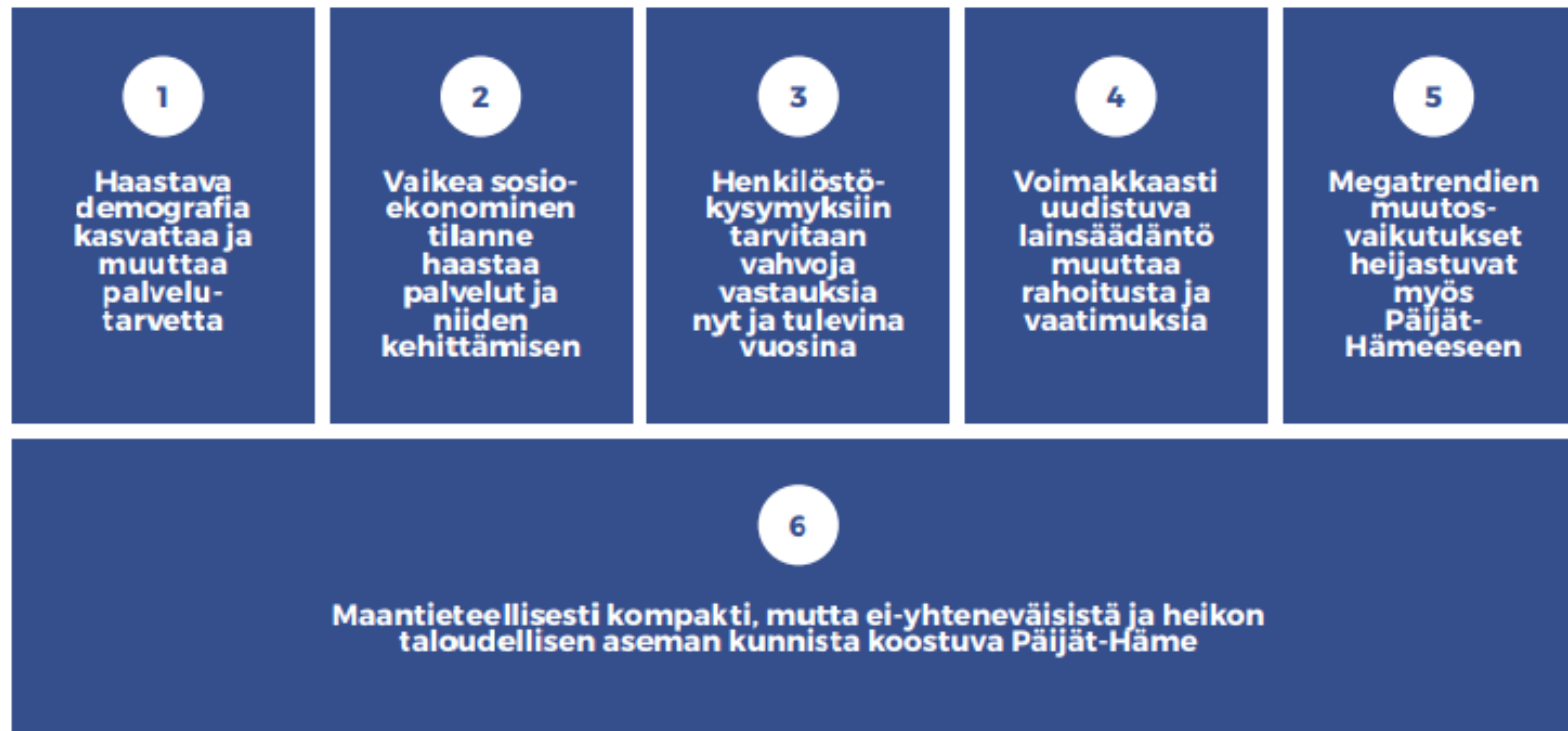 1
Haastava
demografia
kasvattaa ja
muuttaa
palvelu-
tarvetta
2
Vaikea sosio-
ekonominen
tilanne
haastaa
palvelut ja
niiden
kehittämisen
3
Henkilöstö-
kysymyksiin
tarvitaan
vahvoja
vastauksia
nyt ja tulevina
vuosina
4
Voimakkaasti
uudistuva
lainsäädäntö
muuttaa
rahoitusta ja
vaatimuksia
5
Megatrendien
muutos-
vaikutukset
heijastuvat
myös
Päijät-
Hämeeseen
6
Maantieteellisesti kompakti, mutta ei-yhteneväisistä ja heikon
taloudellisen aseman kunnista koostuva Päijät-Häme